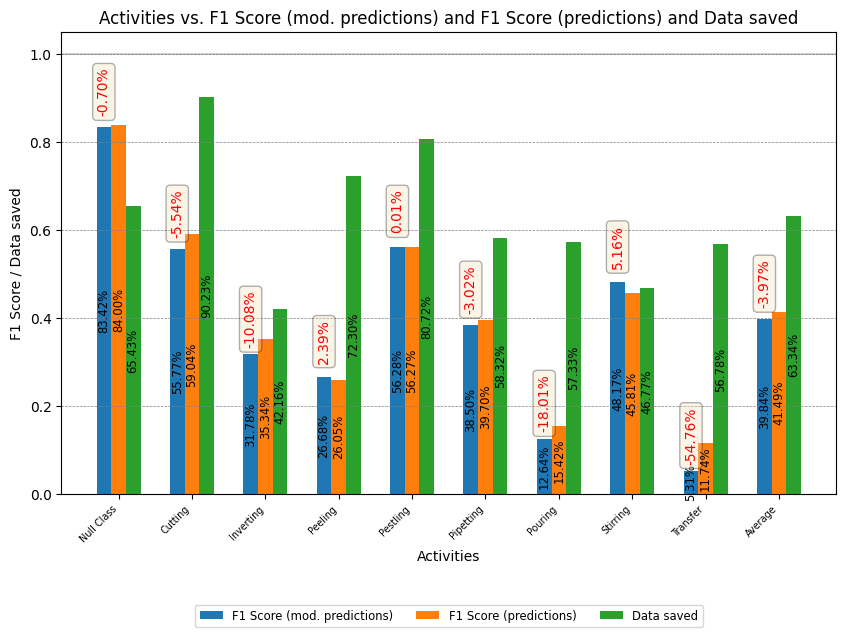 Activities vs. F1 Score (mod. predictions) and F1 Score (predictions) and Data saved
F1 Score / Data saved
1.0
0.8
0.6
0.4
0.2
0.0
-0.70%
83.42%
84.00%
65.43%
-5.54%
55.77%
59.04%
90.23%
-10.08%
31.78%
35.34%
42.16%
2.39%
26.68%
26.05%
72.30%
0.01%
56.28%
56.27%
80.72%
-3.02%
38.50%
39.70%
58.32%
-18.01%
12.64%
15.42%
57.33%
5.16%
48.17%
45.81%
46.77%
-54.76%
5.31%
11.74%
56.78%
-3.97%
39.84%
41.49%
63.34%
Null Class
Cutting
Inverting
Peeling
Pestling
Pipetting
Pouring
Stirring
Transfer
Average
Activities
F1 Score (mod. predictions)
F1 Score (predictions)
Data saved